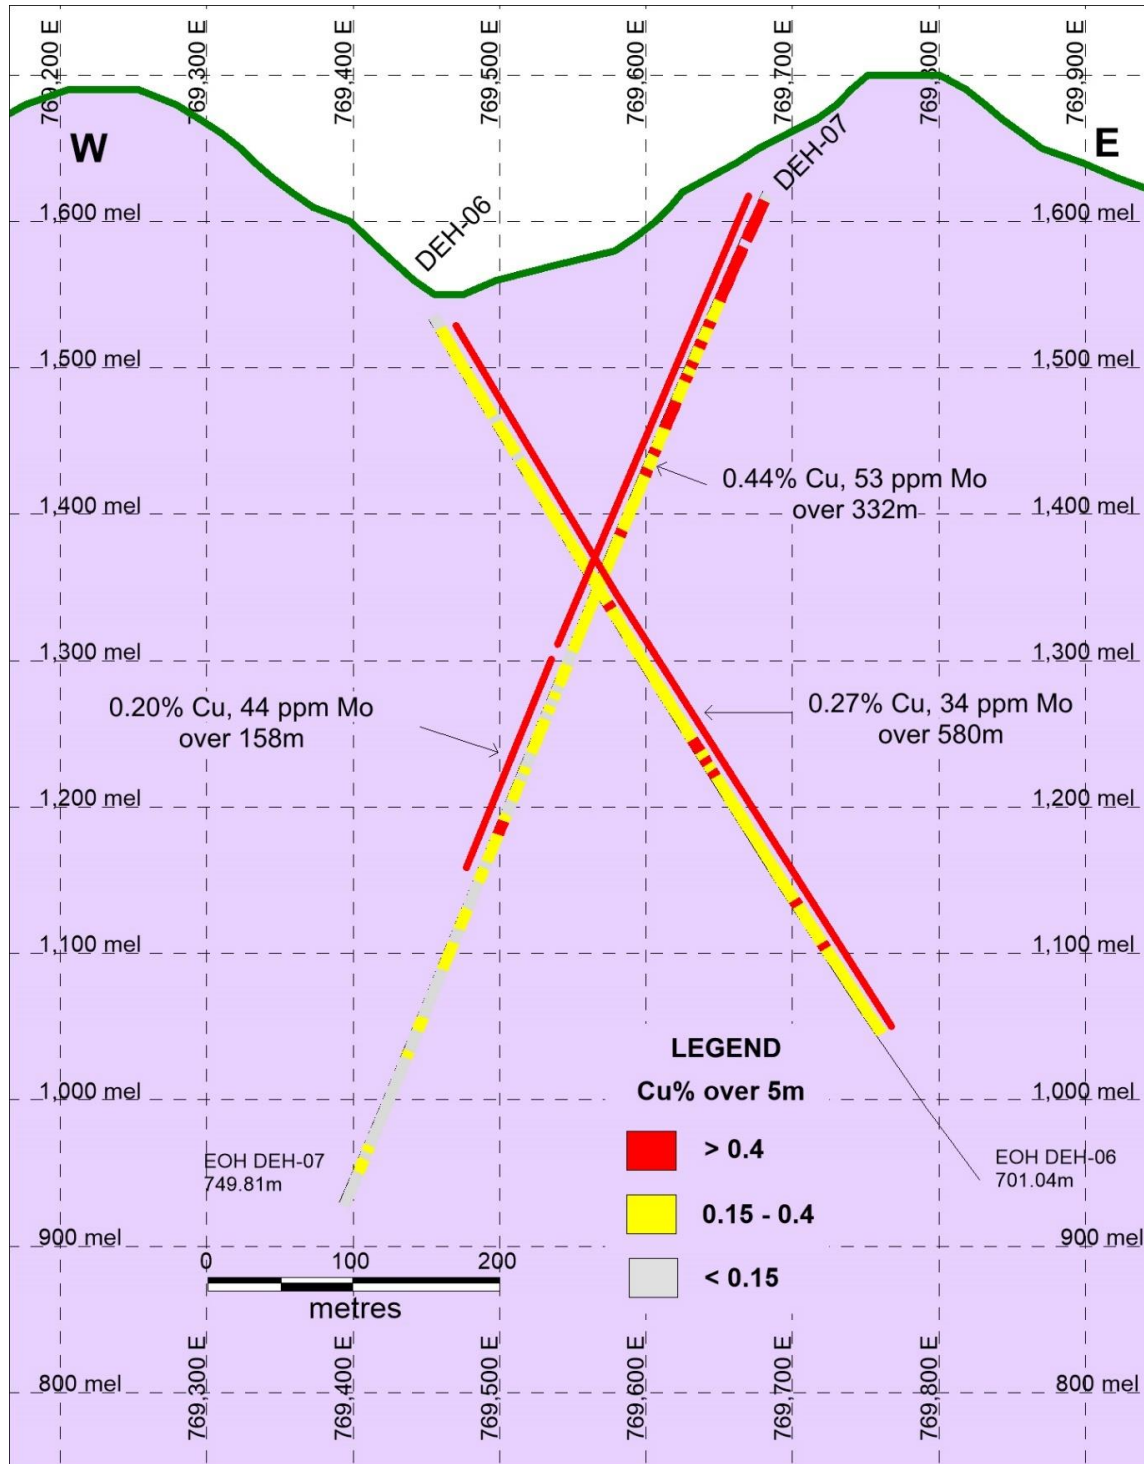 769,200 E
769,300 E
769,400 E
769,500 E
769,600 E
769,700 E
769,800 E
769,900 E
W
E
DEH-06
DEH-07
1,600 mel
1,600 mel
1,500 mel
1,500 mel
0.44% Cu, 53 ppm Mo
over 332m
1,400 mel
1,400 mel
1,300 mel
1,300 mel
0.20% Cu, 44 ppm Mo
over 158m
0.27% Cu, 34 ppm Mo
over 580m
1,200 mel
1,200 mel
1,100 mel
1,100 mel
LEGEND
Cu% over 5m
> 0.4
0.15 - 0.4
< 0.15
1,000 mel
1,000 mel
EOH DEH-07
749.81m
EOH DEH-06
701.04m
900 mel
900 mel
0 100 200
metres
769,300 E
769,400 E
769,500 E
769,600 E
769,700 E
769,800 E
800 mel
800 mel